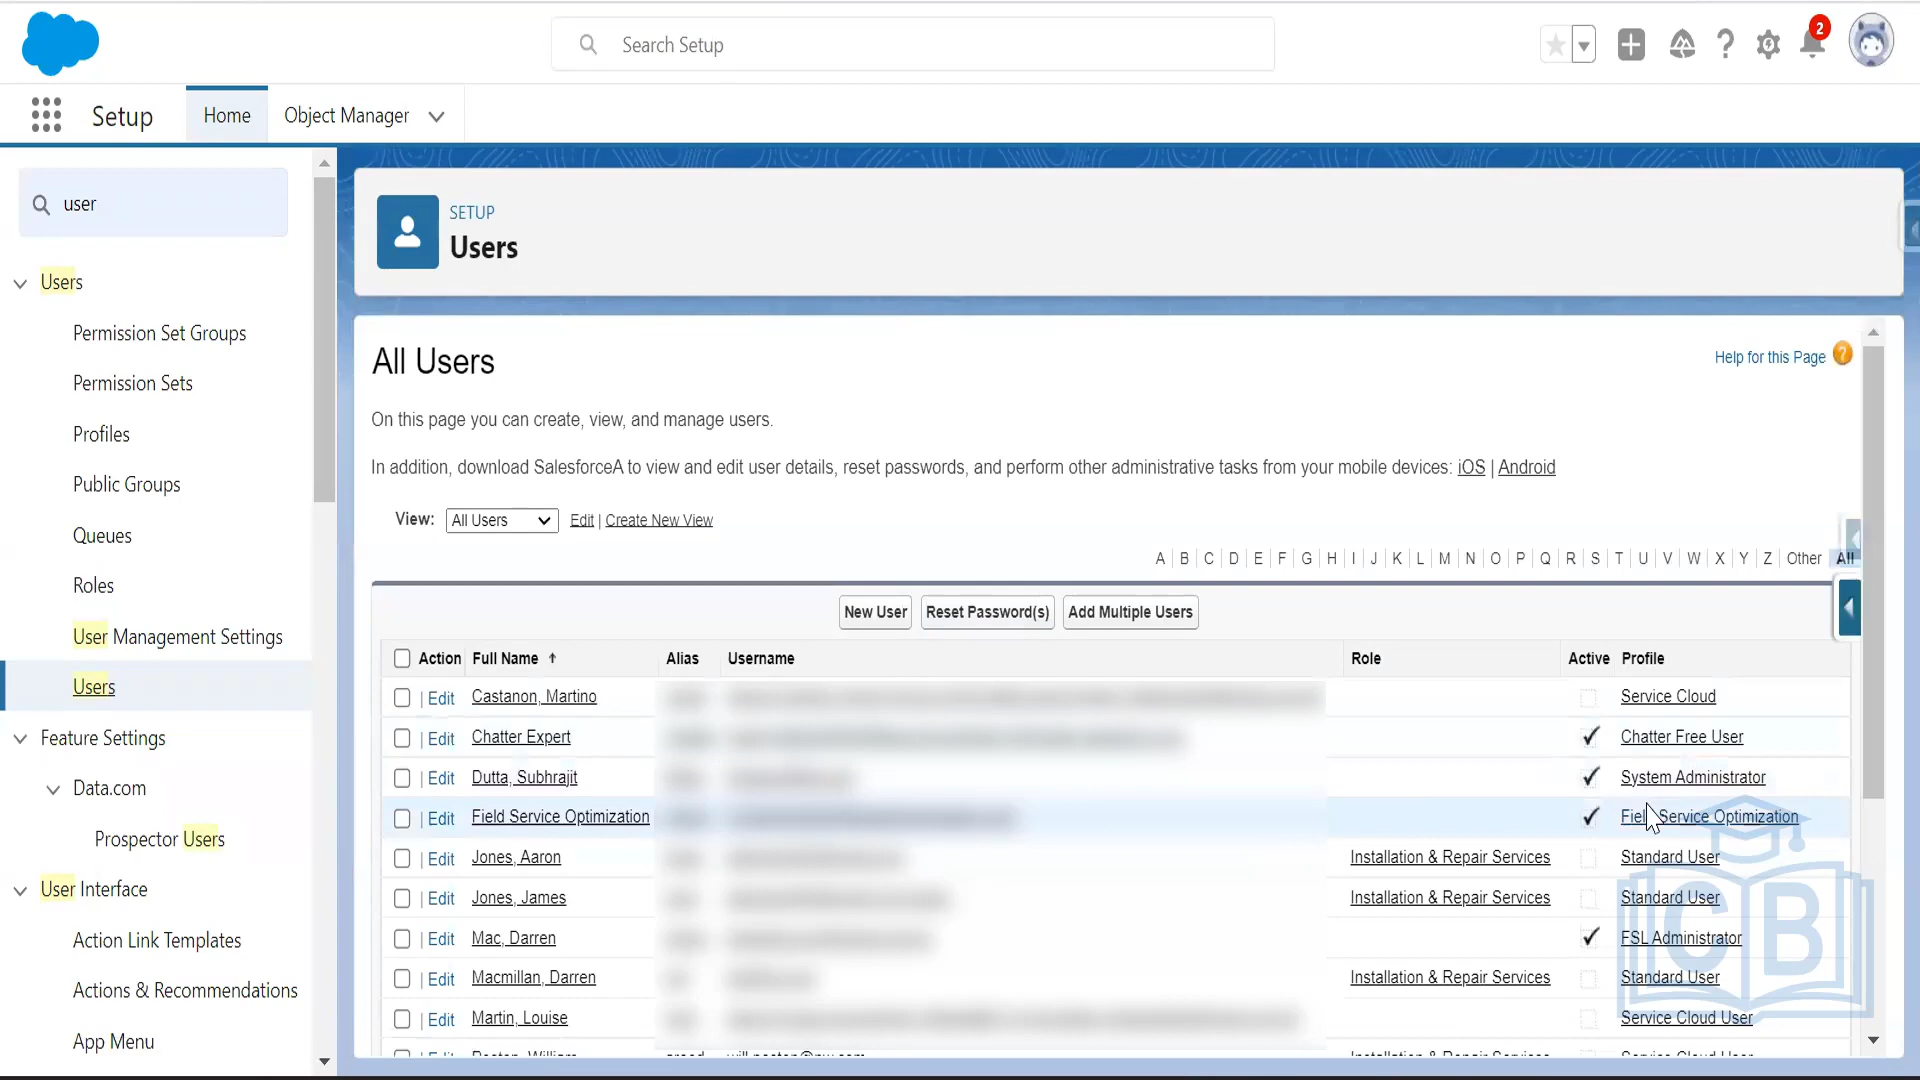 Search Setup
2
Setup
Home
Object Manager
user
Users
Permission Set Groups
Permission Sets
Profiles
Public Groups
Queues
Roles
User Management Settings
Users
Feature Settings
Data.com
Prospector Users
User Interface
Action Link Templates
Actions & Recommendations
App Menu
SETUP
Users
All Users
Help for this Page ?
On this page you can create, view, and manage users.
In addition, download SalesforceA to view and edit user details, reset passwords, and perform other administrative tasks from your mobile devices: iOS | Android
View: All Users Edit | Create New View
A | B | C | D | E | F | G | H | I | J | K | L | M | N | O | P | Q | R | S | T | U | V | W | X | Y | Z | Other All
New User Reset Password(s) Add Multiple Users
Action Full Name Alias Username Role Active Profile
| Edit Castanon, Martino Service Cloud
| Edit Chatter Expert ✓ Chatter Free User
| Edit Dutta, Subhrajit ✓ System Administrator
| Edit Field Service Optimization ✓ Field Service Optimization
| Edit Jones, Aaron Installation & Repair Services Standard User
| Edit Jones, James Installation & Repair Services Standard User
| Edit Mac, Darren ✓ FSL Administrator
| Edit Macmillan, Darren Installation & Repair Services Standard User
| Edit Martin, Louise Service Cloud User
CB